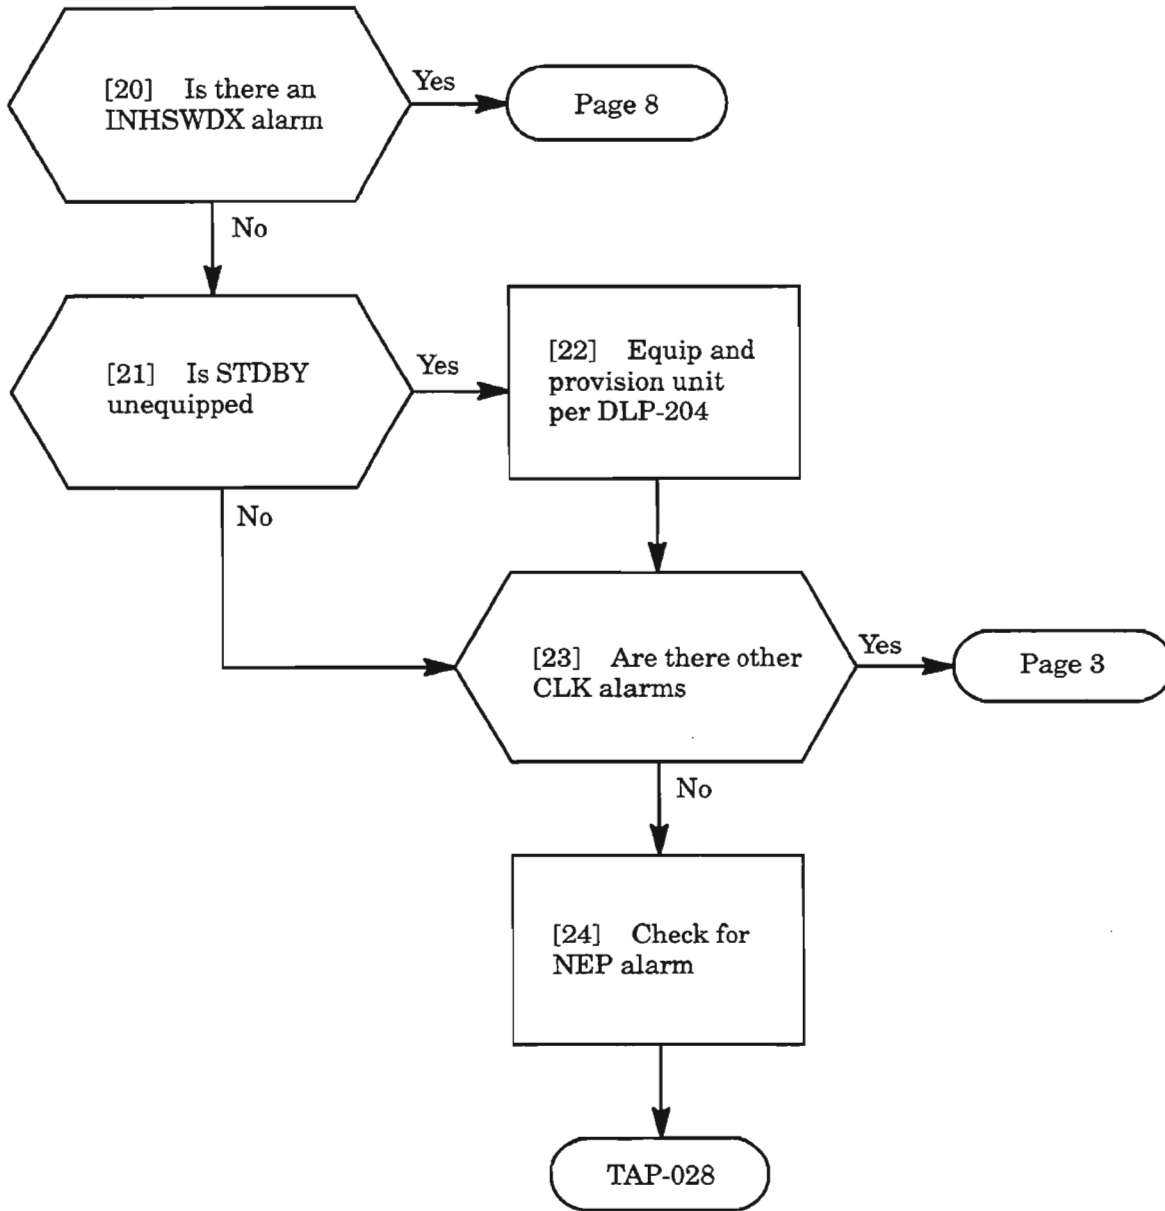 [20] Is there an
INHSWDX alarm
Yes
Page 8
No
[21] Is STDBY
unequipped
Yes
[22] Equip and
provision unit
per DLP-204
No
[23] Are there other
CLK alarms
Yes
Page 3
No
[24] Check for
NEP alarm
TAP-028